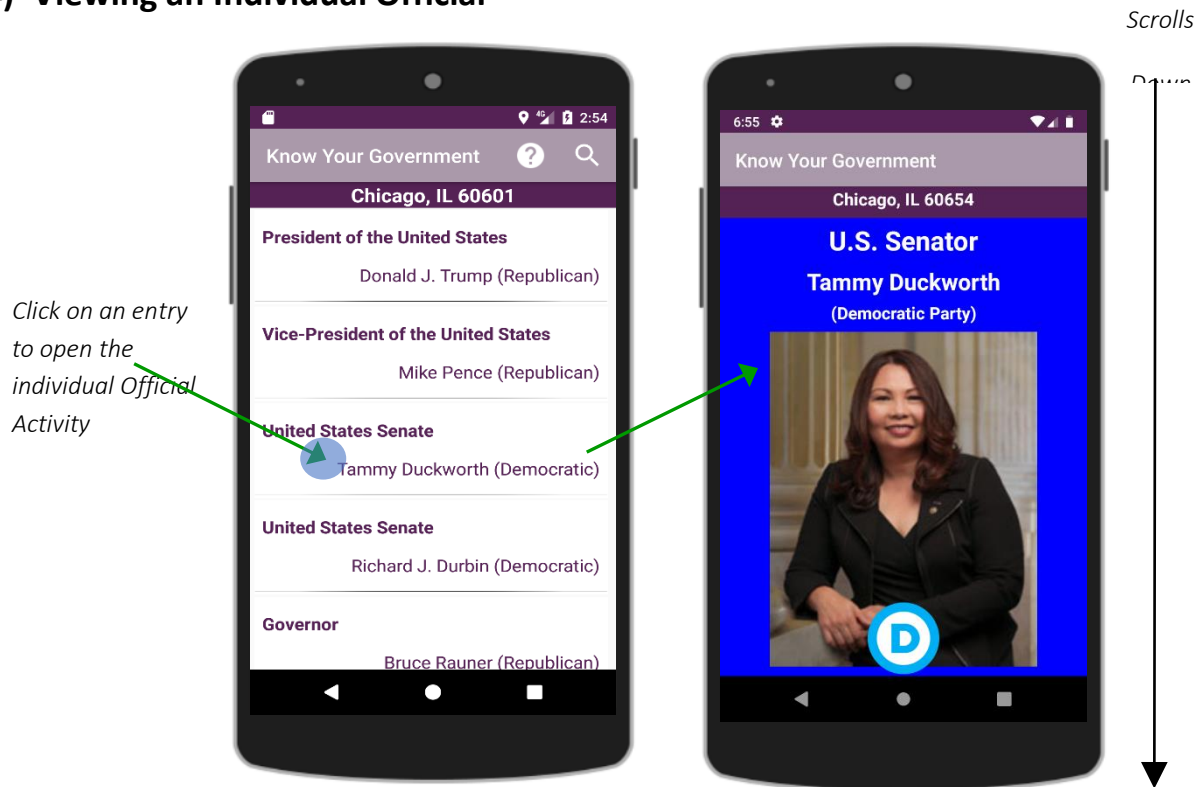 Viewing an Individual Official
Scrolls
Down
Click on an entry
to open the
individual Official
Activity
4G 2:54
Know Your Government ?
Chicago, IL 60601
President of the United States
Donald J. Trump (Republican)
Vice-President of the United States
Mike Pence (Republican)
United States Senate
Tammy Duckworth (Democratic)
United States Senate
Richard J. Durbin (Democratic)
Governor
Bruce Rauner (Republican)
6:55
Know Your Government
Chicago, IL 60654
U.S. Senator
Tammy Duckworth
(Democratic Party)
D